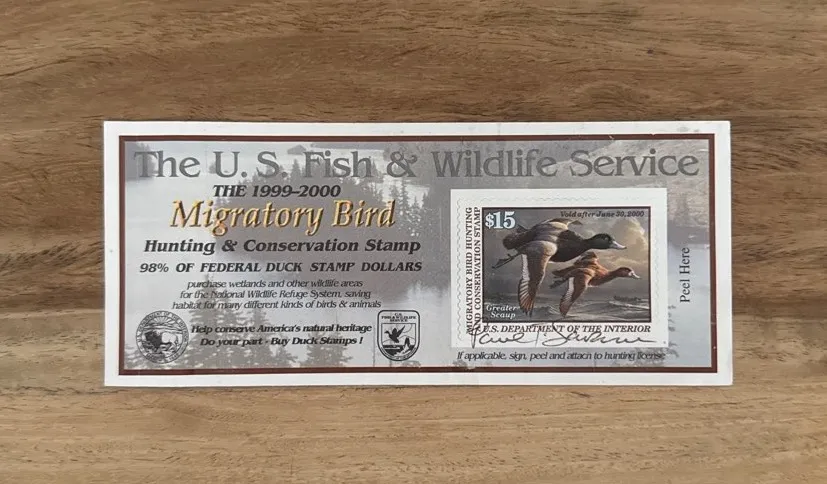 The U. S. Fish & Wildlife Service
THE 1999-2000
Migratory Bird
Hunting & Conservation Stamp
98% OF FEDERAL DUCK STAMP DOLLARS
purchase wetlands and other wildlife areas
for the National Wildlife Refuge System, saving
habitat for many different kinds of birds & animals
Help conserve America's natural heritage
Do your part - Buy Duck Stamps !
U.S.
FISH & WILDLIFE
SERVICE
$15
Void after June 30, 2000
MIGRATORY BIRD HUNTING
AND CONSERVATION STAMP
Greater
Scaup
U.S. DEPARTMENT OF THE INTERIOR
If applicable, sign, peel and attach to hunting license
Peel Here